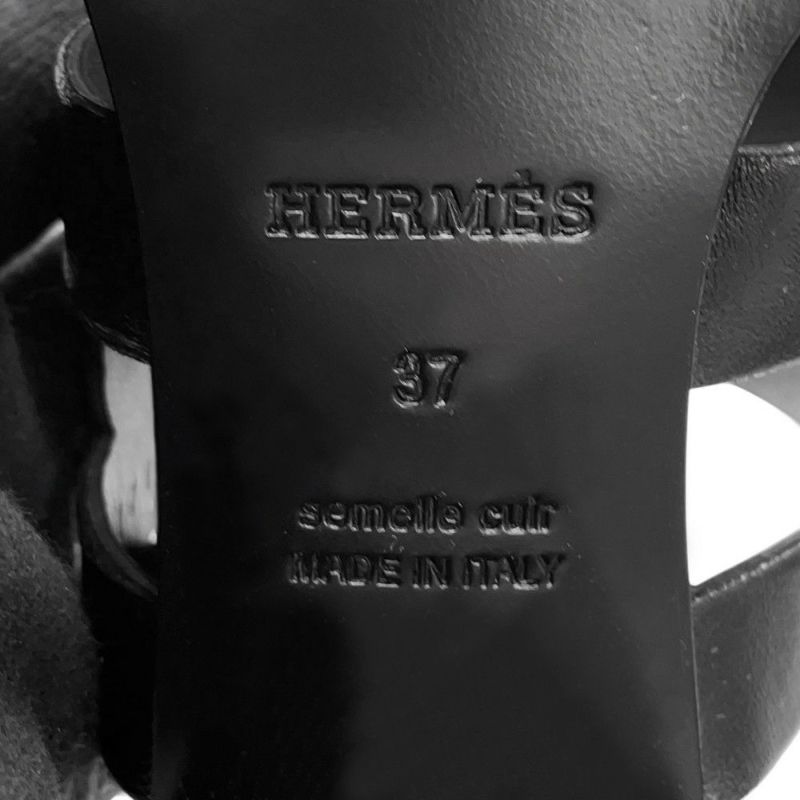 HERMÈS
37
semelle cuir
MADE IN ITALY